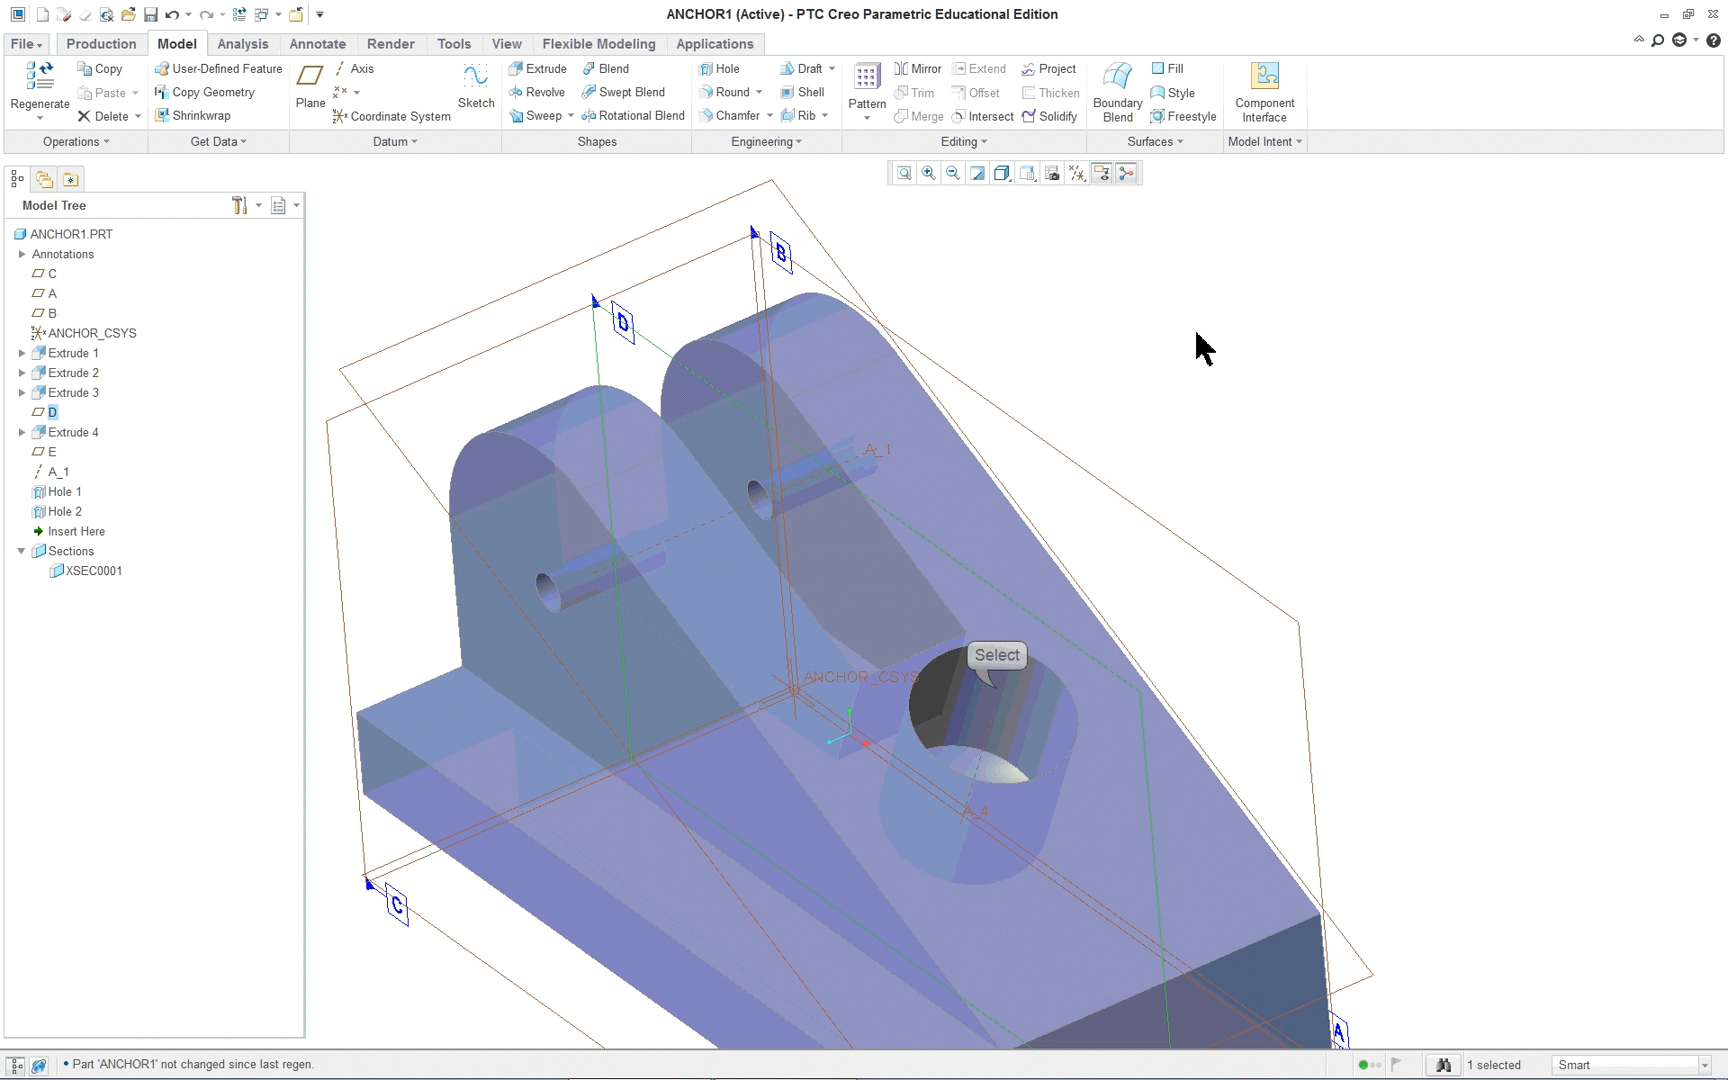 ANCHOR1 (Active) - PTC Creo Parametric Educational Edition
File Production Model Analysis Annotate Render Tools View Flexible Modeling Applications
Regenerate
Copy
Paste
Delete
Operations
User-Defined Feature
Copy Geometry
Shrinkwrap
Get Data
Plane
Axis
Coordinate System
Sketch
Datum
Extrude
Revolve
Sweep
Blend
Swept Blend
Rotational Blend
Shapes
Hole
Round
Chamfer
Draft
Shell
Rib
Engineering
Pattern
Mirror
Trim
Merge
Extend
Offset
Intersect
Project
Thicken
Solidify
Editing
Boundary Blend
Fill
Style
Freestyle
Surfaces
Component Interface
Model Intent
Model Tree
ANCHOR1.PRT
Annotations
C
A
B
ANCHOR_CSYS
Extrude 1
Extrude 2
Extrude 3
D
Extrude 4
E
A_1
Hole 1
Hole 2
Insert Here
Sections
XSEC0001
B
D
A_1
Select
ANCHOR_CSYS
A_4
C
A
• Part 'ANCHOR1' not changed since last regen.
1 selected
Smart